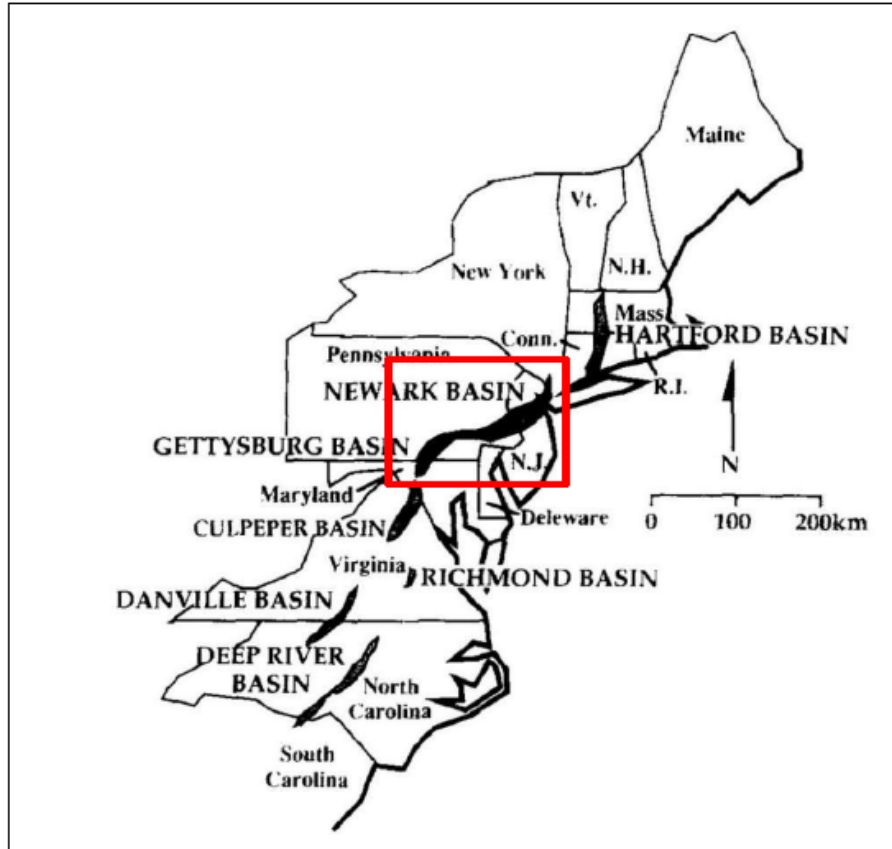 Maine
Vt.
New York
N.H.
Mass.
Conn.
HARTFORD BASIN
Pennsylvania
R.I.
NEWARK BASIN
GETTYSBURG BASIN
N.J.
N
Maryland
Deleware
0 100 200km
CULPEPER BASIN
Virginia
RICHMOND BASIN
DANVILLE BASIN
DEEP RIVER
BASIN
North
Carolina
South
Carolina